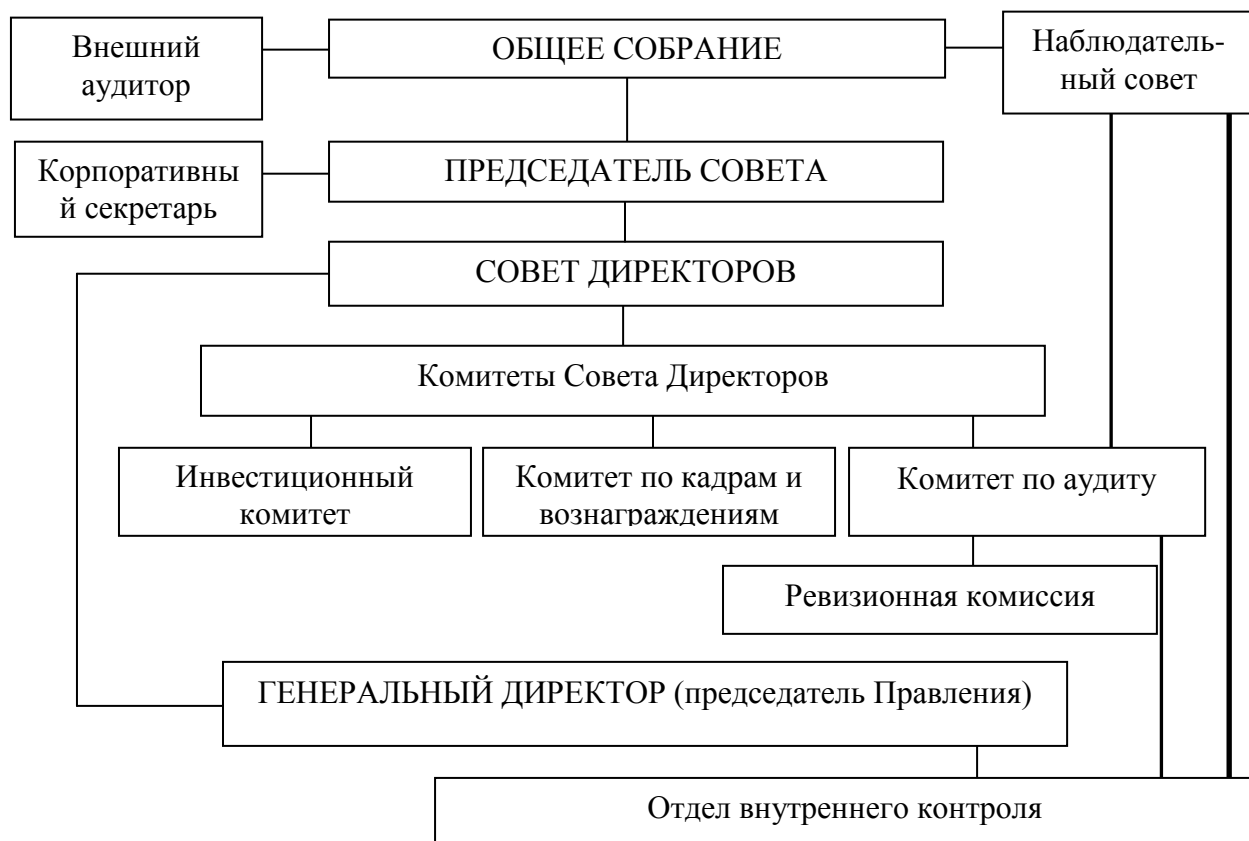 Внешний
аудитор
ОБЩЕЕ СОБРАНИЕ
Наблюдатель-
ный совет
Корпоративны
й секретарь
ПРЕДСЕДАТЕЛЬ СОВЕТА
СОВЕТ ДИРЕКТОРОВ
Комитеты Совета Директоров
Инвестиционный
комитет
Комитет по кадрам и
вознаграждениям
Комитет по аудиту
Ревизионная комиссия
ГЕНЕРАЛЬНЫЙ ДИРЕКТОР (председатель Правления)
Отдел внутреннего контроля